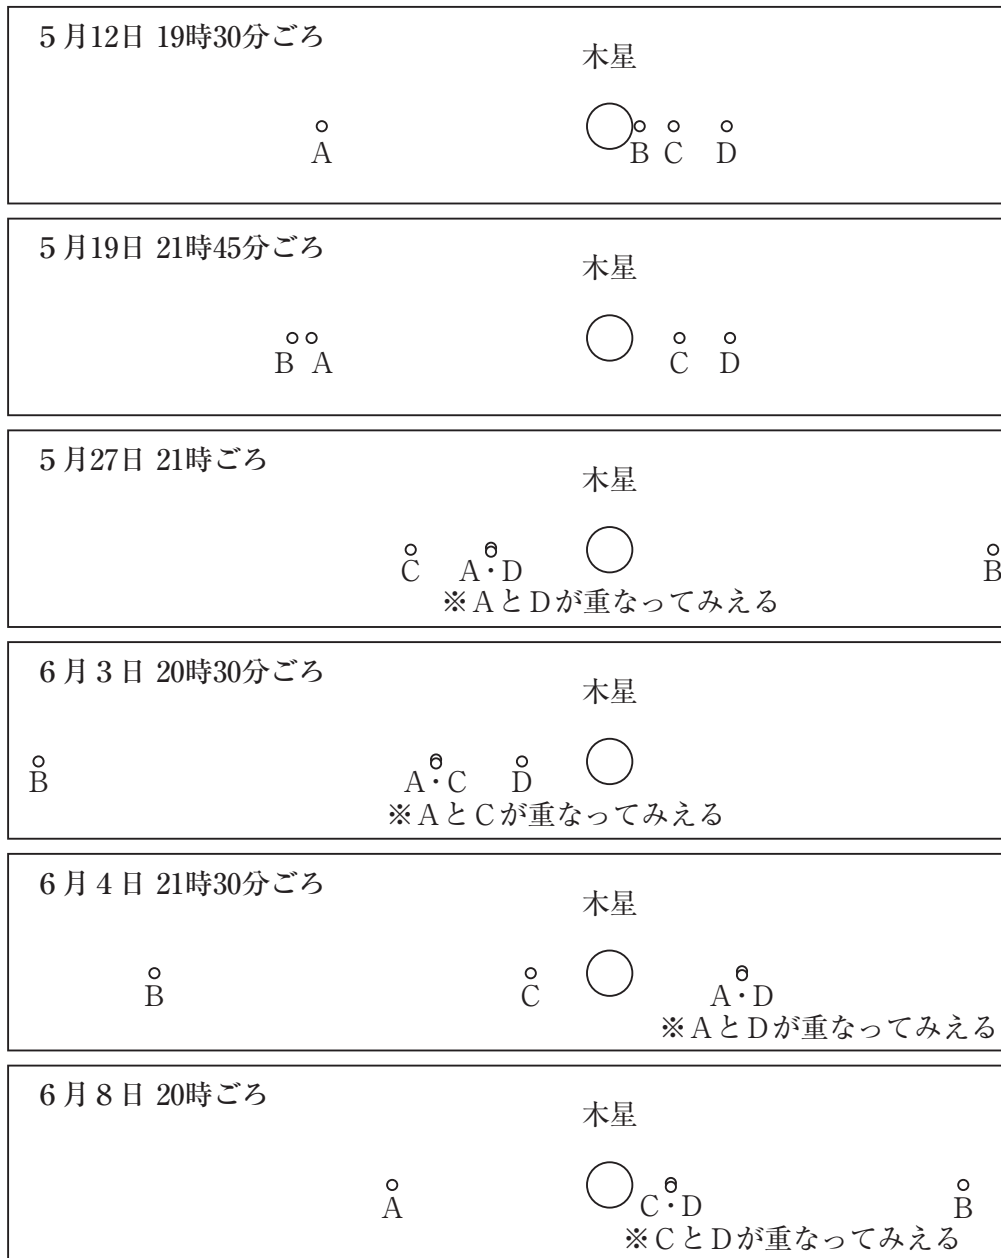 5月12日 19時30分ごろ
木星
A B C D
5月19日 21時45分ごろ
木星
B A C D
5月27日 21時ごろ
木星
C A・D B
※AとDが重なってみえる
6月3日 20時30分ごろ
木星
B A・C D
※AとCが重なってみえる
6月4日 21時30分ごろ
木星
B C A・D
※AとDが重なってみえる
6月8日 20時ごろ
木星
A C・D B
※CとDが重なってみえる